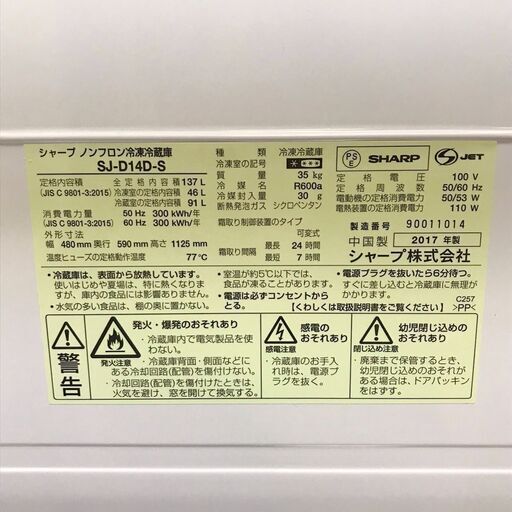 シャープ ノンフロン冷凍冷蔵庫
SJ-D14D-S
定格内容積 全定格内容積 137 L
(JIS C 9801-3:2015) 冷凍室の定格内容積 46 L
冷蔵室の定格内容積 91 L
消費電力量 50 Hz 300 kWh/年
(JIS C 9801-3:2015) 60 Hz 300 kWh/年
外形寸法
幅 480mm 奥行 590 mm 高さ 1125 mm
温度ヒューズの定格動作温度 77℃
種類 冷凍冷蔵庫
冷凍室の記号
質量 35 kg
冷媒 R600a
冷媒封入量 30 g
断熱発泡ガス シクロペンタン
霜取り制御装置のタイプ
可変式
霜取り間隔 最長 24 時間
最短 7 時間
PS
E
SHARP
S JET
定格電圧 100 V
定格周波数 50/60 Hz
電動機の定格消費電力 50/53 W
電熱装置の定格消費電力 110 W
製造番号 90011014
中国製 2017 年製
シャープ株式会社
・冷蔵庫は、表面から放熱しています。
使いはじめや夏場は、特に熱くなり
ますが、庫内の食品には影響ありません。
・水気の多い食品は、棚の奥に置かない。
・室温が約5℃以下では、
食品が凍ることがあります。
・電源は必ずコンセントから
とる。
・電源プラグを抜いたら6分待つ。
すぐに差し込むと故障の原因に
なります。
【くわしくは取扱説明書をご覧ください】
C257
>PP<
警告
発火・爆発のおそれあり
発火注意
・冷蔵庫内で電気製品を使
わない。
・冷蔵庫背面・側面などに
ある冷却回路(配管)を傷付けない。
・冷却回路(配管)を傷付けたときは、
火気を避け、窓を開けて換気する。
感電の
おそれあり
感電注意
・冷蔵庫のお手入
れ時は、電源プ
ラグを抜く。
幼児閉じ込めの
おそれあり
閉じ込め注意
・廃棄まで保管するとき、
幼児閉じ込めのおそれが
ある場合は、ドアパッキン
をはずす。